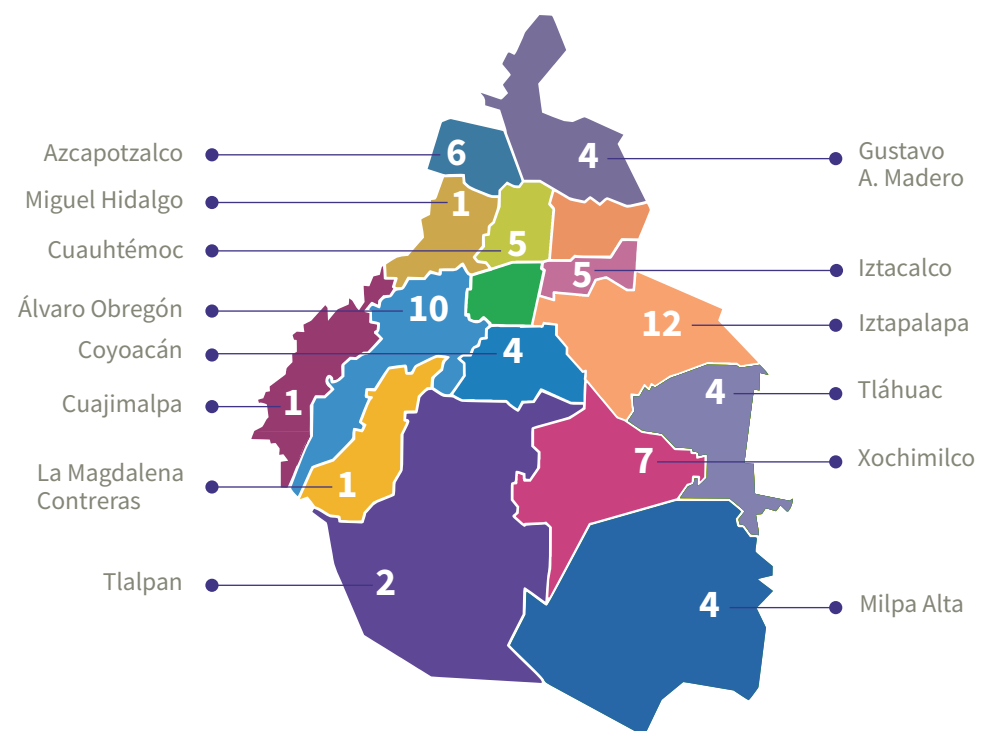 Azcapotzalco
6
4
Gustavo
A. Madero
Miguel Hidalgo
1
Cuauhtémoc
5
5
Iztacalco
Álvaro Obregón
10
12
Iztapalapa
Coyoacán
4
4
Tláhuac
Cuajimalpa
1
7
Xochimilco
La Magdalena
Contreras
1
Tlalpan
2
4
Milpa Alta